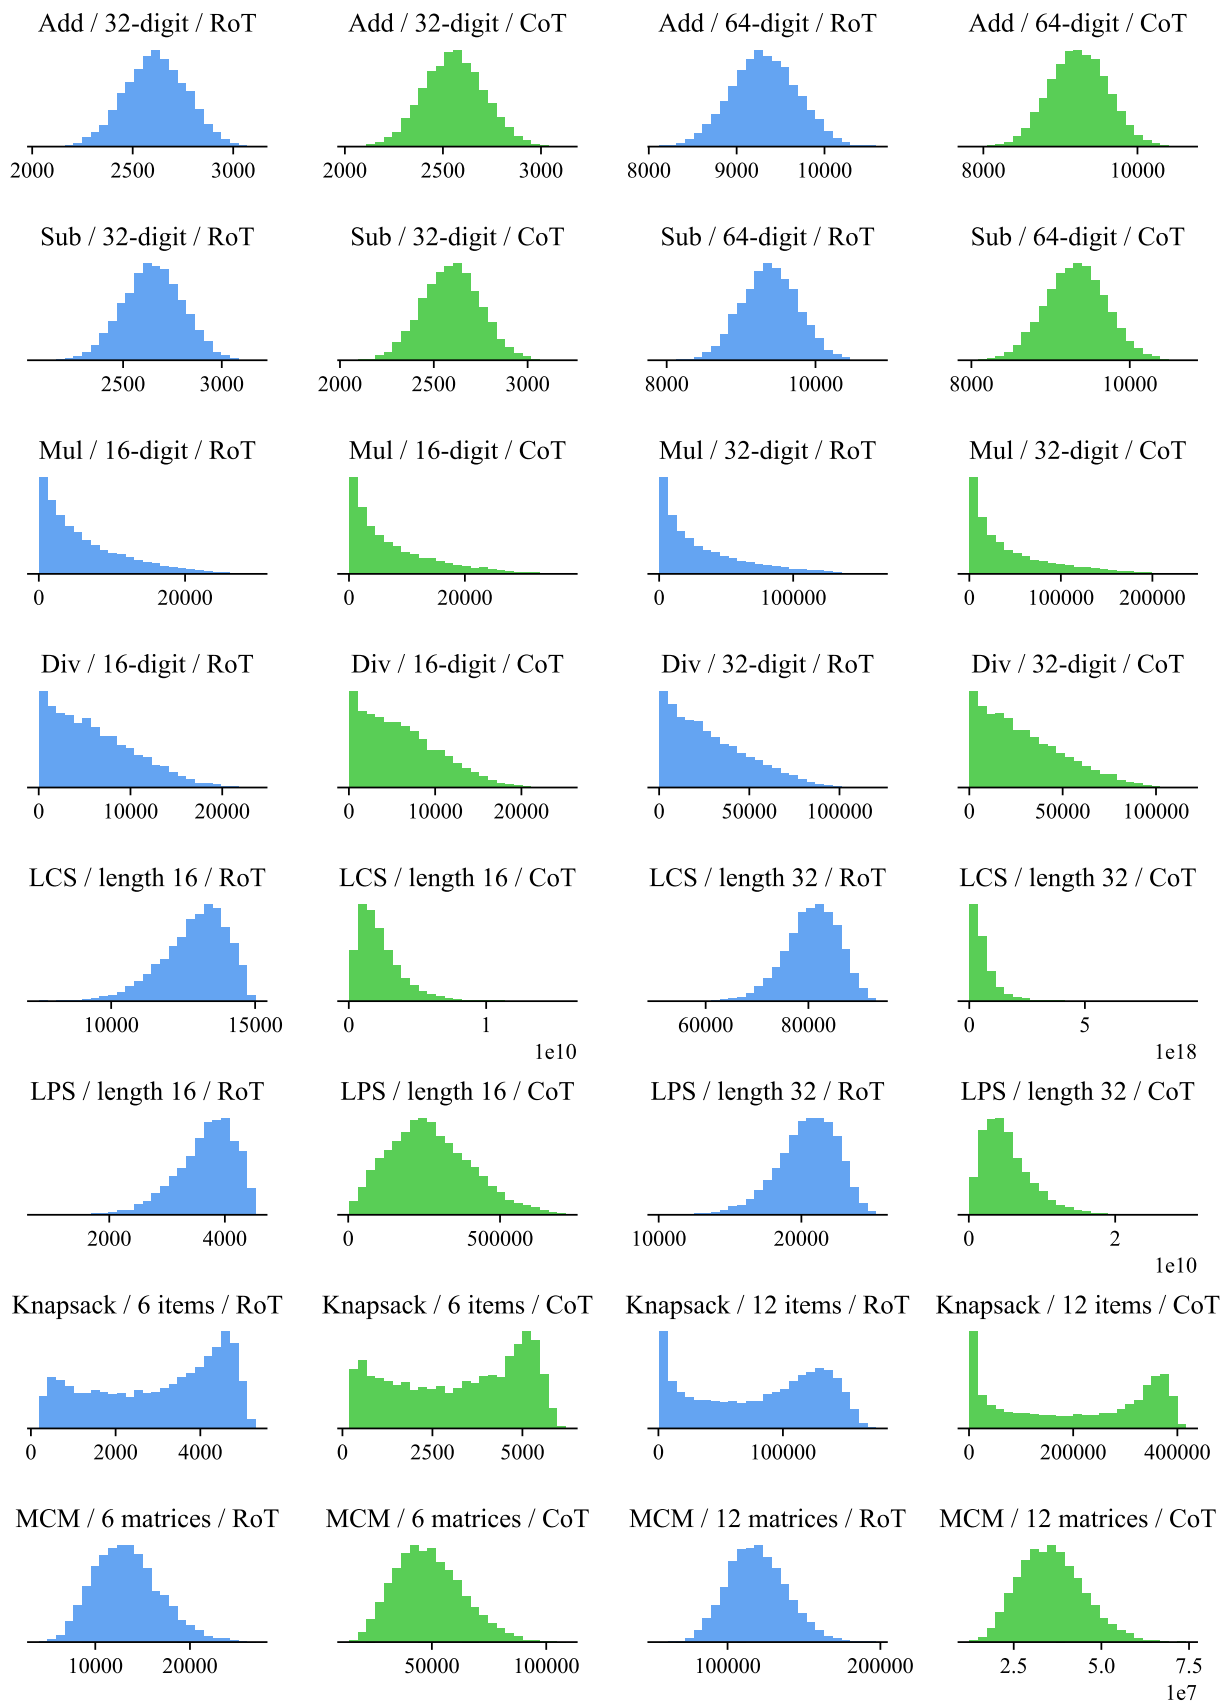 Add / 32-digit / RoT Add / 32-digit / CoT Add / 64-digit / RoT Add / 64-digit / CoT
2000 2500 3000 2000 2500 3000 8000 9000 10000 8000 10000
Sub / 32-digit / RoT Sub / 32-digit / CoT Sub / 64-digit / RoT Sub / 64-digit / CoT
2500 3000 2000 2500 3000 8000 10000 8000 10000
Mul / 16-digit / RoT Mul / 16-digit / CoT Mul / 32-digit / RoT Mul / 32-digit / CoT
0 20000 0 20000 0 100000 0 100000 200000
Div / 16-digit / RoT Div / 16-digit / CoT Div / 32-digit / RoT Div / 32-digit / CoT
0 10000 20000 0 10000 20000 0 50000 100000 0 50000 100000
LCS / length 16 / RoT LCS / length 16 / CoT LCS / length 32 / RoT LCS / length 32 / CoT
10000 15000 0 1 60000 80000 0 5
1e10 1e18
LPS / length 16 / RoT LPS / length 16 / CoT LPS / length 32 / RoT LPS / length 32 / CoT
2000 4000 0 500000 10000 20000 0 2
1e10
Knapsack / 6 items / RoT Knapsack / 6 items / CoT Knapsack / 12 items / RoT Knapsack / 12 items / CoT
0 2000 4000 0 2500 5000 0 100000 0 200000 400000
MCM / 6 matrices / RoT MCM / 6 matrices / CoT MCM / 12 matrices / RoT MCM / 12 matrices / CoT
10000 20000 50000 100000 100000 200000 2.5 5.0 7.5
1e7